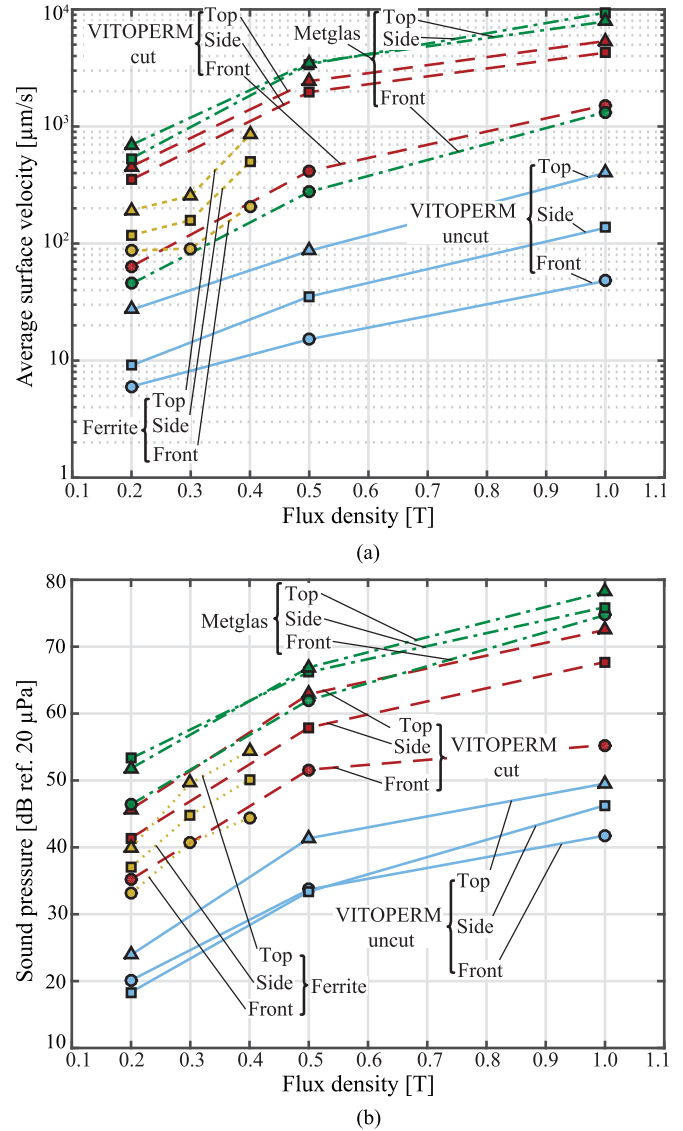 10⁴
10³
10²
10
1
Average surface velocity [µm/s]
VITOPERM
cut
Top
Side
Front
Metglas
Top
Side
Front
VITOPERM
uncut
Top
Side
Front
Ferrite
Top
Side
Front
0.1 0.2 0.3 0.4 0.5 0.6 0.7 0.8 0.9 1.0 1.1
Flux density [T]
(a)
80
70
60
50
40
30
20
10
Sound pressure [dB ref. 20 µPa]
Metglas
Top
Side
Front
Top
Side
Front
VITOPERM
cut
VITOPERM
uncut
Top
Side
Front
Top
Side
Front
Ferrite
0.1 0.2 0.3 0.4 0.5 0.6 0.7 0.8 0.9 1.0 1.1
Flux density [T]
(b)